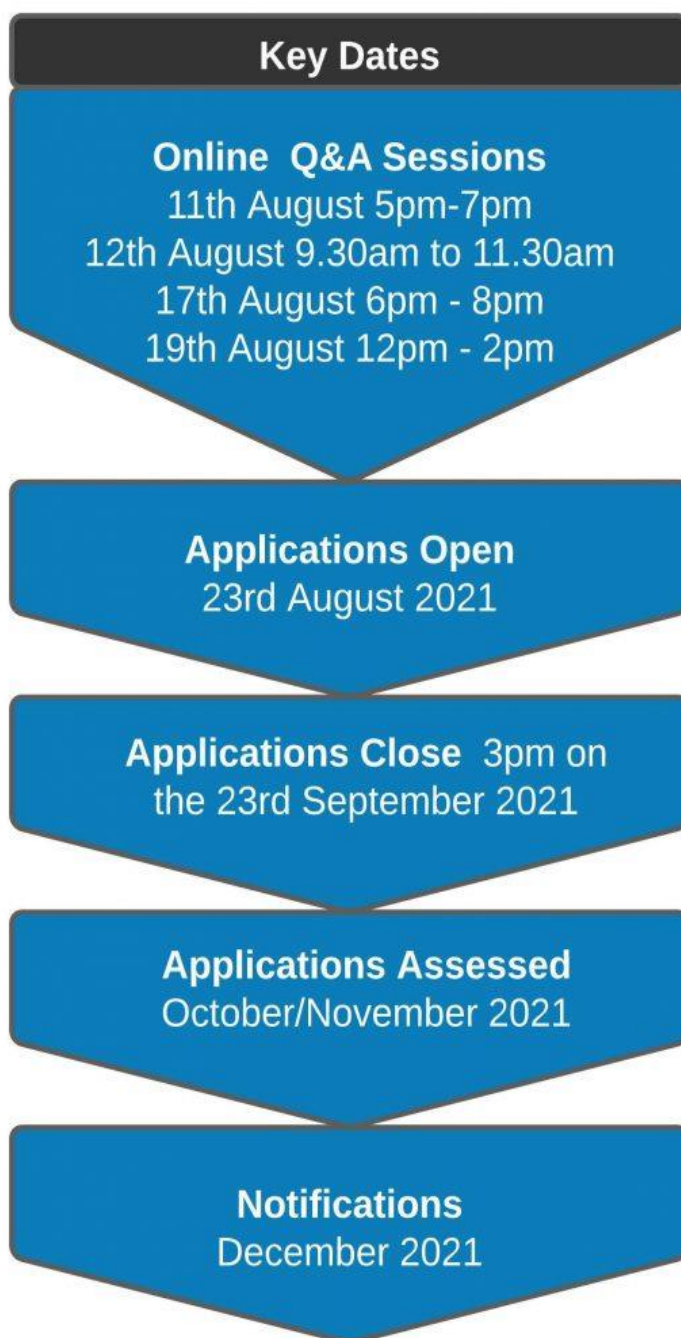 Key Dates
Online Q&A Sessions
11th August 5pm-7pm
12th August 9.30am to 11.30am
17th August 6pm - 8pm
19th August 12pm - 2pm
Applications Open
23rd August 2021
Applications Close 3pm on
the 23rd September 2021
Applications Assessed
October/November 2021
Notifications
December 2021